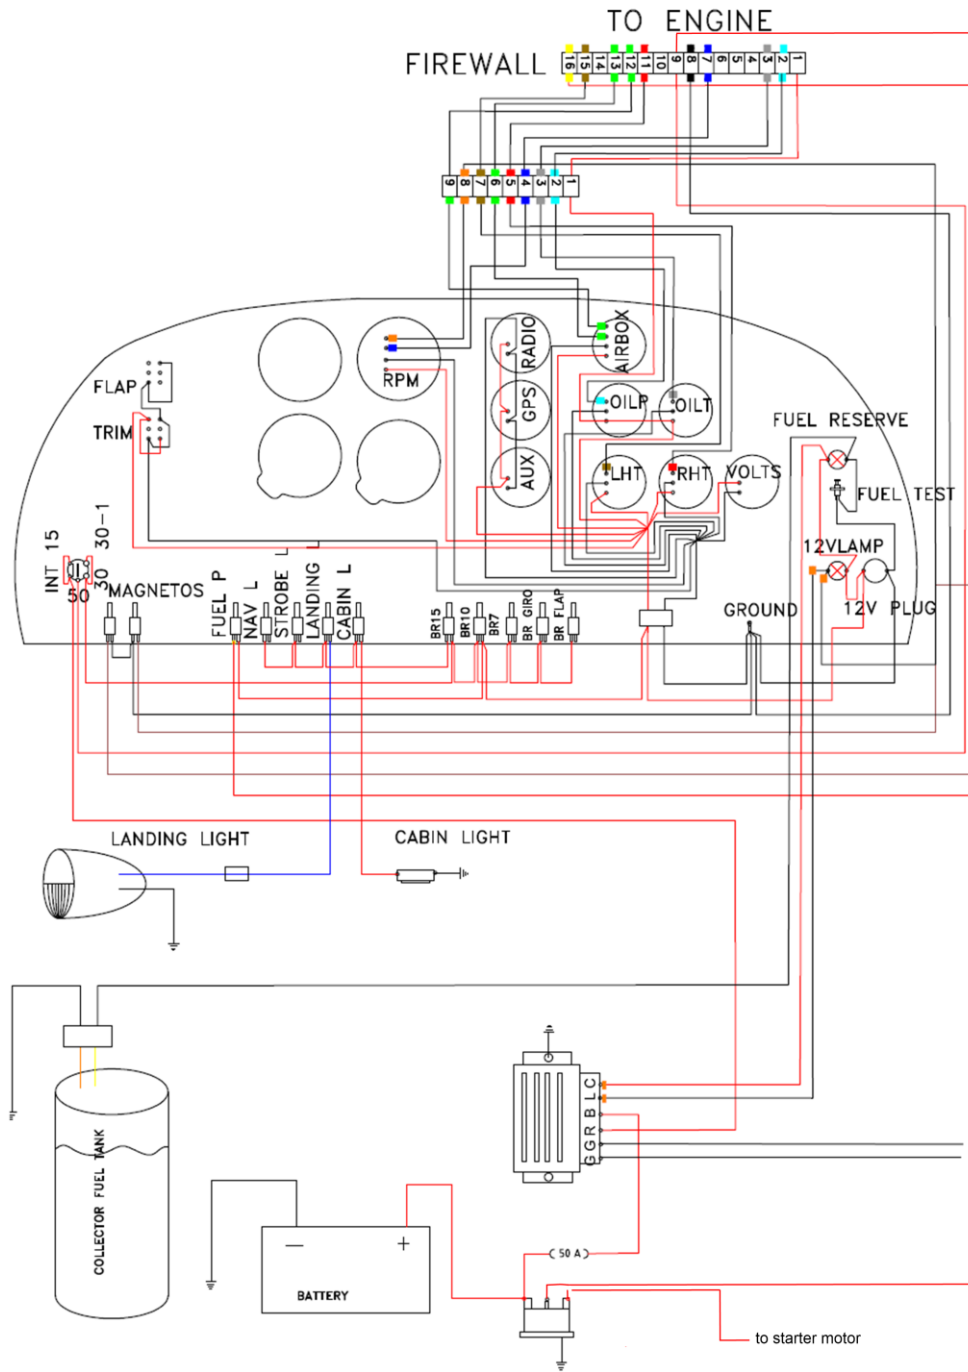 TO ENGINE
FIREWALL
16 15 14 13 12 11 10 9 8 7 6 5 4 3 2 1
9 8 7 6 5 4 3 2 1
RADIO
AIRBOX
RPM
FLAP
GPS
OILP
OILT
TRIM
FUEL RESERVE
AUX
LHT
RHT
VOLTS
FUEL TEST
INT 15
30-1
50
30
12VLAMP
12V PLUG
MAGNETOS
FUEL P
NAV L
STROBE L
LANDING
CABIN L
BR15
BR10
BR7
BR GIRO
BR FLAP
GROUND
LANDING LIGHT
CABIN LIGHT
COLLECTOR FUEL TANK
C
L
B
R
G
G
— +
BATTERY
50 A
to starter motor